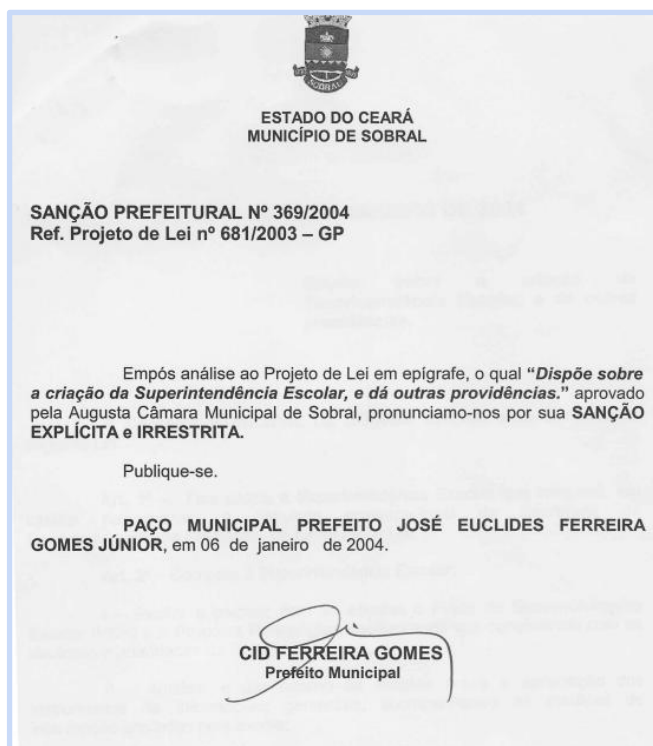 SOBRAL
ESTADO DO CEARÁ
MUNICÍPIO DE SOBRAL
SANÇÃO PREFEITURAL Nº 369/2004
Ref. Projeto de Lei nº 681/2003 – GP
Empós análise ao Projeto de Lei em epígrafe, o qual “Dispõe sobre
a criação da Superintendência Escolar, e dá outras providências.” aprovado
pela Augusta Câmara Municipal de Sobral, pronunciamo-nos por sua SANÇÃO
EXPLÍCITA e IRRESTRITA.
Publique-se.
PAÇO MUNICIPAL PREFEITO JOSÉ EUCLIDES FERREIRA
GOMES JÚNIOR, em 06 de janeiro de 2004.
CID FERREIRA GOMES
Prefeito Municipal